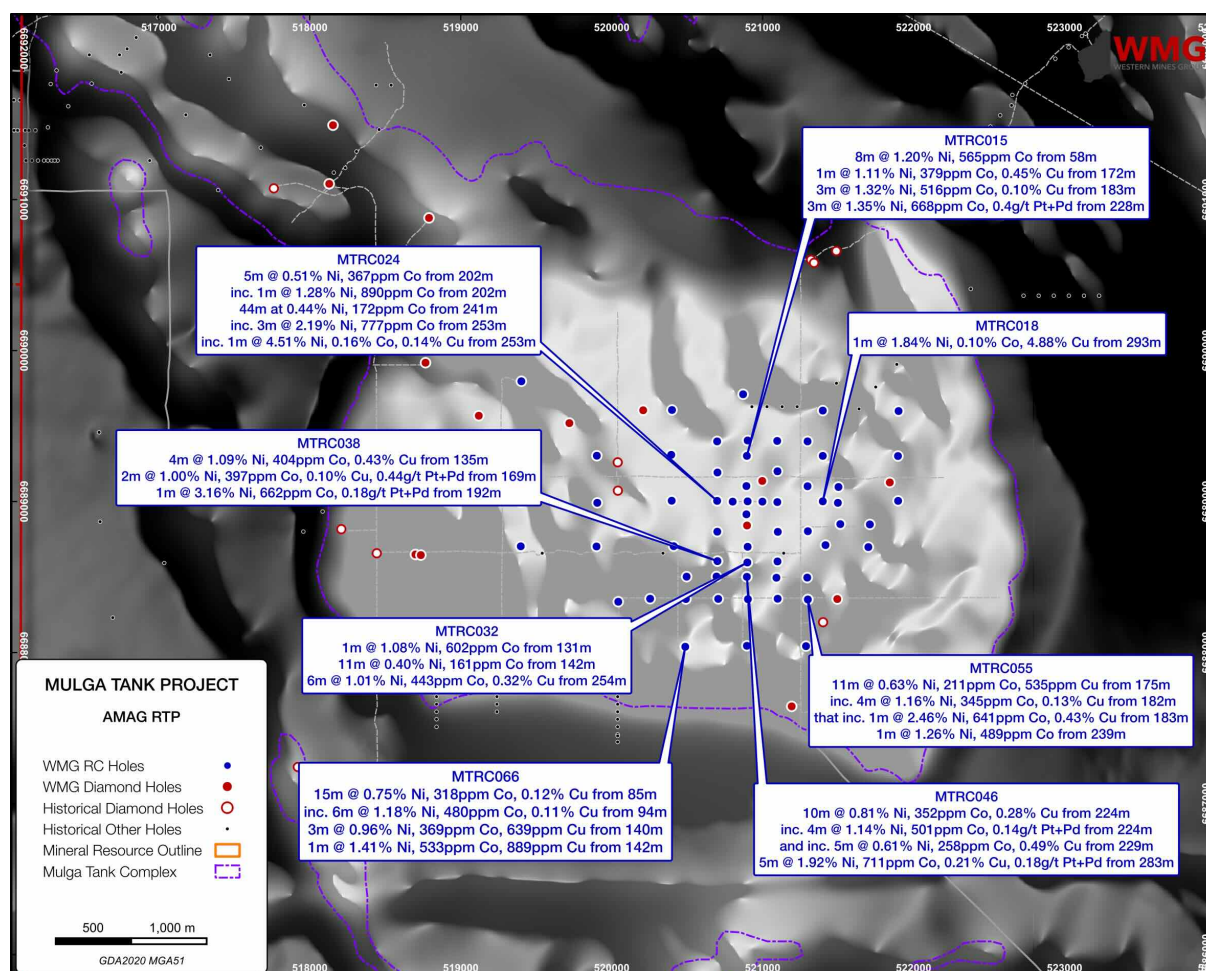 517000 518000 519000 520000 521000 522000 523000
WMG
WESTERN MINES
6692000
6691000
6690000
6689000
MTRC015
8m @ 1.20% Ni, 565ppm Co from 58m
1m @ 1.11% Ni, 379ppm Co, 0.45% Cu from 172m
3m @ 1.32% Ni, 516ppm Co, 0.10% Cu from 183m
3m @ 1.35% Ni, 668ppm Co, 0.4g/t Pt+Pd from 228m
MTRC024
5m @ 0.51% Ni, 367ppm Co from 202m
inc. 1m @ 1.28% Ni, 890ppm Co from 202m
44m at 0.44% Ni, 172ppm Co from 241m
inc. 3m @ 2.19% Ni, 777ppm Co from 253m
inc. 1m @ 4.51% Ni, 0.16% Co, 0.14% Cu from 253m
MTRC018
1m @ 1.84% Ni, 0.10% Co, 4.88% Cu from 293m
MTRC038
4m @ 1.09% Ni, 404ppm Co, 0.43% Cu from 135m
2m @ 1.00% Ni, 397ppm Co, 0.10% Cu, 0.44g/t Pt+Pd from 169m
1m @ 3.16% Ni, 662ppm Co, 0.18g/t Pt+Pd from 192m
MTRC032
1m @ 1.08% Ni, 602ppm Co from 131m
11m @ 0.40% Ni, 161ppm Co from 142m
6m @ 1.01% Ni, 443ppm Co, 0.32% Cu from 254m
MTRC055
11m @ 0.63% Ni, 211ppm Co, 535ppm Cu from 175m
inc. 4m @ 1.16% Ni, 345ppm Co, 0.13% Cu from 182m
that inc. 1m @ 2.46% Ni, 641ppm Co, 0.43% Cu from 183m
1m @ 1.26% Ni, 489ppm Co from 239m
MTRC066
15m @ 0.75% Ni, 318ppm Co, 0.12% Cu from 85m
inc. 6m @ 1.18% Ni, 480ppm Co, 0.11% Cu from 94m
3m @ 0.96% Ni, 369ppm Co, 639ppm Cu from 140m
1m @ 1.41% Ni, 533ppm Co, 889ppm Cu from 142m
MTRC046
10m @ 0.81% Ni, 352ppm Co, 0.28% Cu from 224m
inc. 4m @ 1.14% Ni, 501ppm Co, 0.14g/t Pt+Pd from 224m
and inc. 5m @ 0.61% Ni, 258ppm Co, 0.49% Cu from 229m
5m @ 1.92% Ni, 711ppm Co, 0.21% Cu, 0.18g/t Pt+Pd from 283m
MULGA TANK PROJECT
AMAG RTP
WMG RC Holes
WMG Diamond Holes
Historical Diamond Holes
Historical Other Holes
Mineral Resource Outline
Mulga Tank Complex
500 1,000 m
GDA2020 MGA51
6691000
6690000
6689000
6688000
6687000
518000 519000 520000 521000 522000 523000